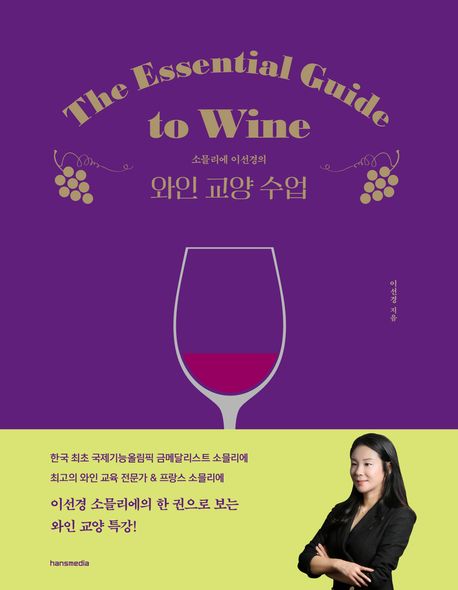 The Essential Guide
to Wine
소믈리에 이선경의
와인 교양 수업
이선경 지음
한국 최초 국제기능올림픽 금메달리스트 소믈리에
최고의 와인 교육 전문가 & 프랑스 소믈리에
이선경 소믈리에의 한 권으로 보는
와인 교양 특강!
hansmedia